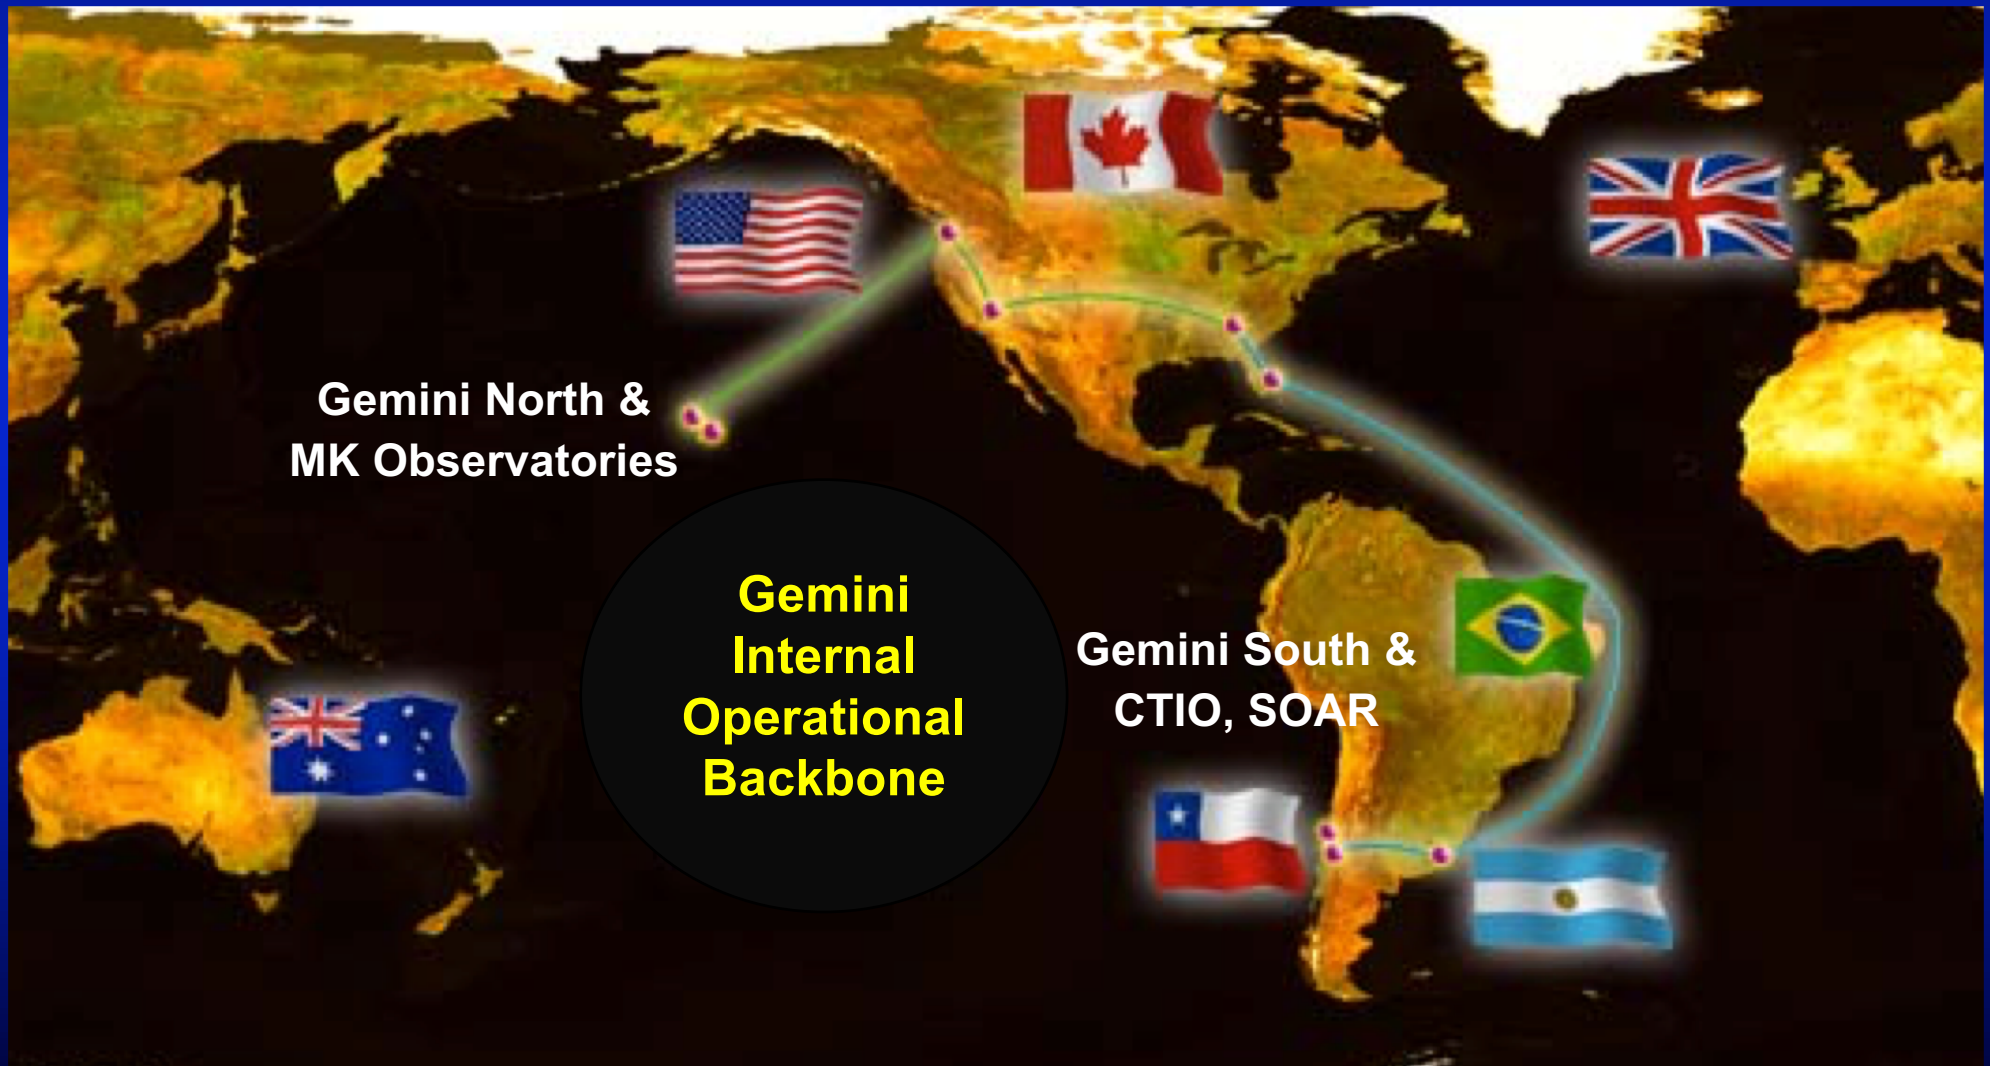 Gemini North &
MK Observatories
Gemini
Internal
Operational
Backbone
Gemini South &
CTIO, SOAR